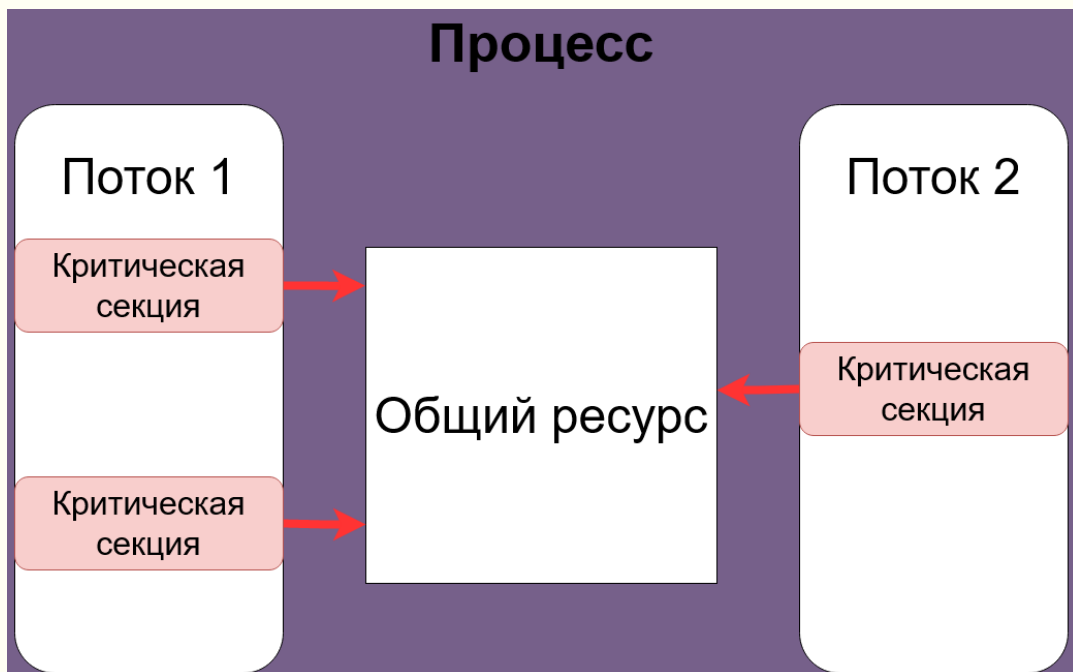 Процесс
Поток 1
Критическая
секция
Критическая
секция
Общий ресурс
Поток 2
Критическая
секция